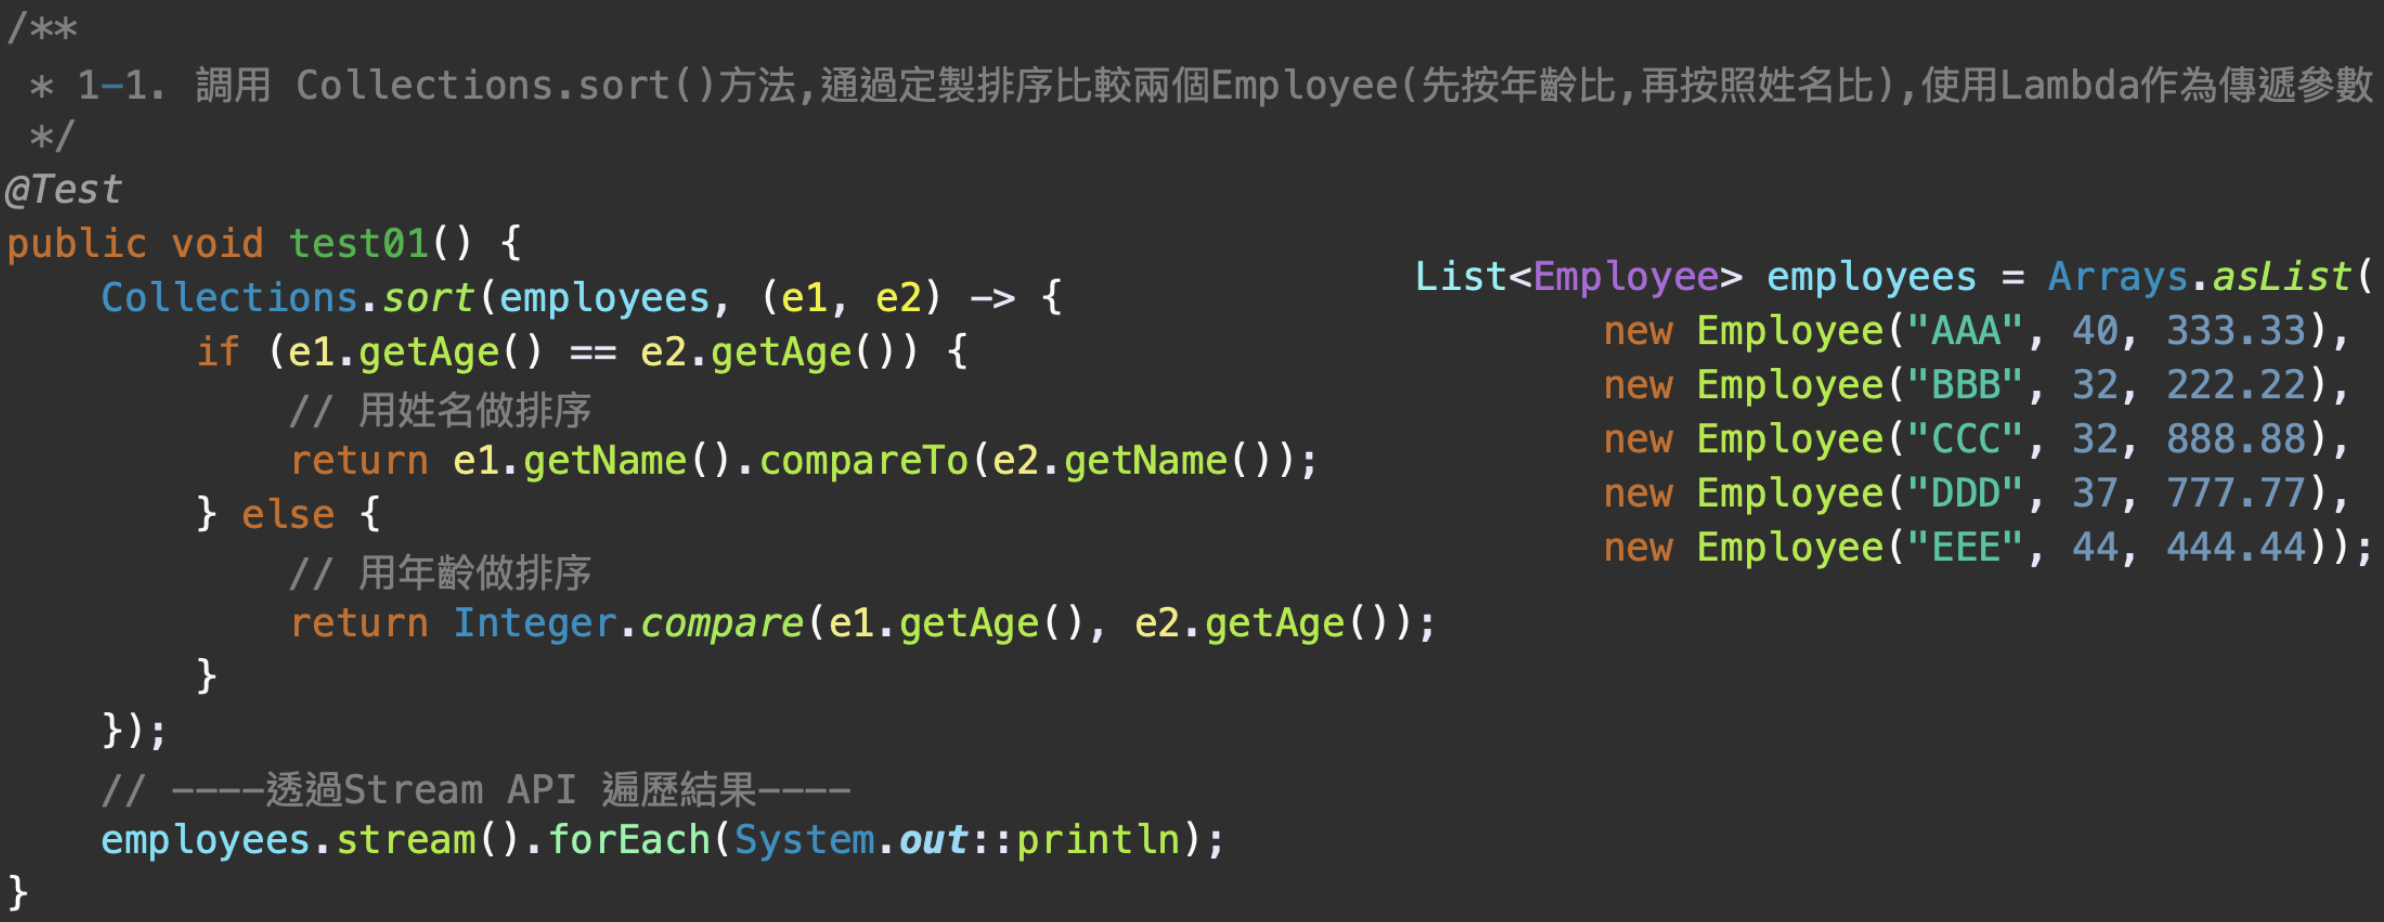 /**
 * 1-1. 調用 Collections.sort()方法,通過定製排序比較兩個Employee(先按年齡比,再按照姓名比),使用Lambda作為傳遞參數
 */
@Test
public void test01() {
    Collections.sort(employees, (e1, e2) -> {
        if (e1.getAge() == e2.getAge()) {
            // 用姓名做排序
            return e1.getName().compareTo(e2.getName());
        } else {
            // 用年齡做排序
            return Integer.compare(e1.getAge(), e2.getAge());
        }
    });
    // ----透過Stream API 遍歷結果----
    employees.stream().forEach(System.out::println);
}
List<Employee> employees = Arrays.asList(
        new Employee("AAA", 40, 333.33),
        new Employee("BBB", 32, 222.22),
        new Employee("CCC", 32, 888.88),
        new Employee("DDD", 37, 777.77),
        new Employee("EEE", 44, 444.44));